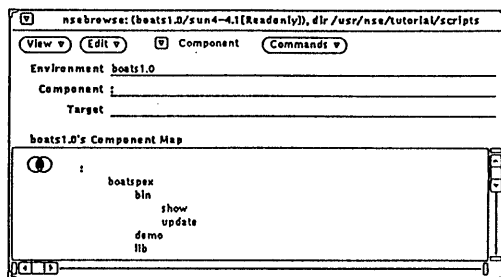 nsebrowse: (boats1.0/sun4-4.1[Readonly]), dir /usr/nse/tutorial/scripts
View Edit Component Commands
Environment boats1.0
Component :
Target
boats1.0's Component Map
:
boatspex
bin
show
update
demo
lib